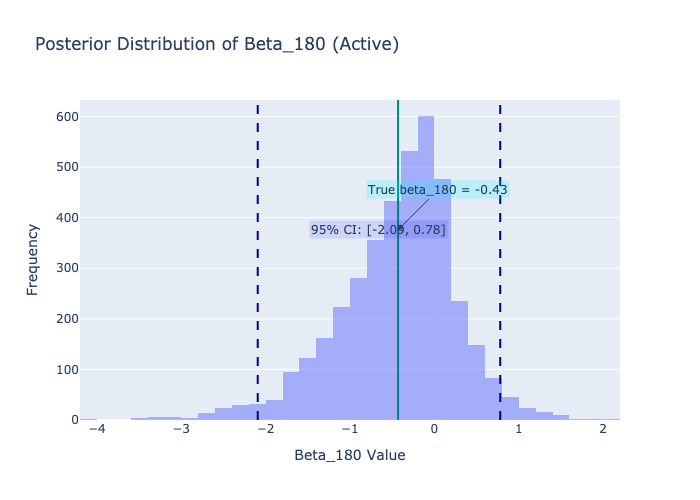 Posterior Distribution of Beta_180 (Active)
600
500
400
300
200
100
0
Frequency
True beta_180 = -0.43
95% CI: [-2.09, 0.78]
−4
−3
−2
−1
0
1
2
Beta_180 Value